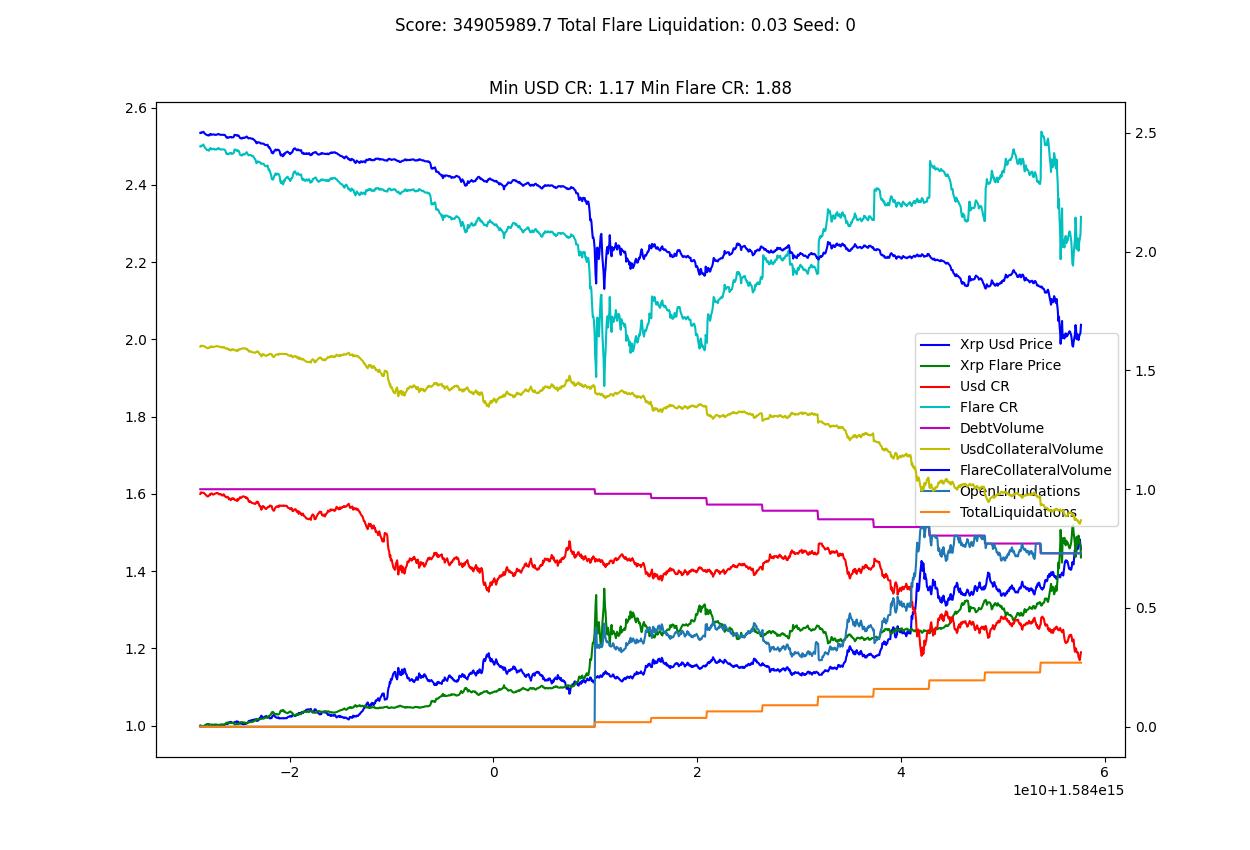 Score: 34905989.7 Total Flare Liquidation: 0.03 Seed: 0
Min USD CR: 1.17 Min Flare CR: 1.88
2.6
2.4
2.2
2.0
1.8
1.6
1.4
1.2
1.0
2.5
2.0
1.5
1.0
0.5
0.0
Xrp Usd Price
Xrp Flare Price
Usd CR
Flare CR
DebtVolume
UsdCollateralVolume
FlareCollateralVolume
OpenLiquidations
TotalLiquidations
−2 0 2 4 6
1e10+1.584e15